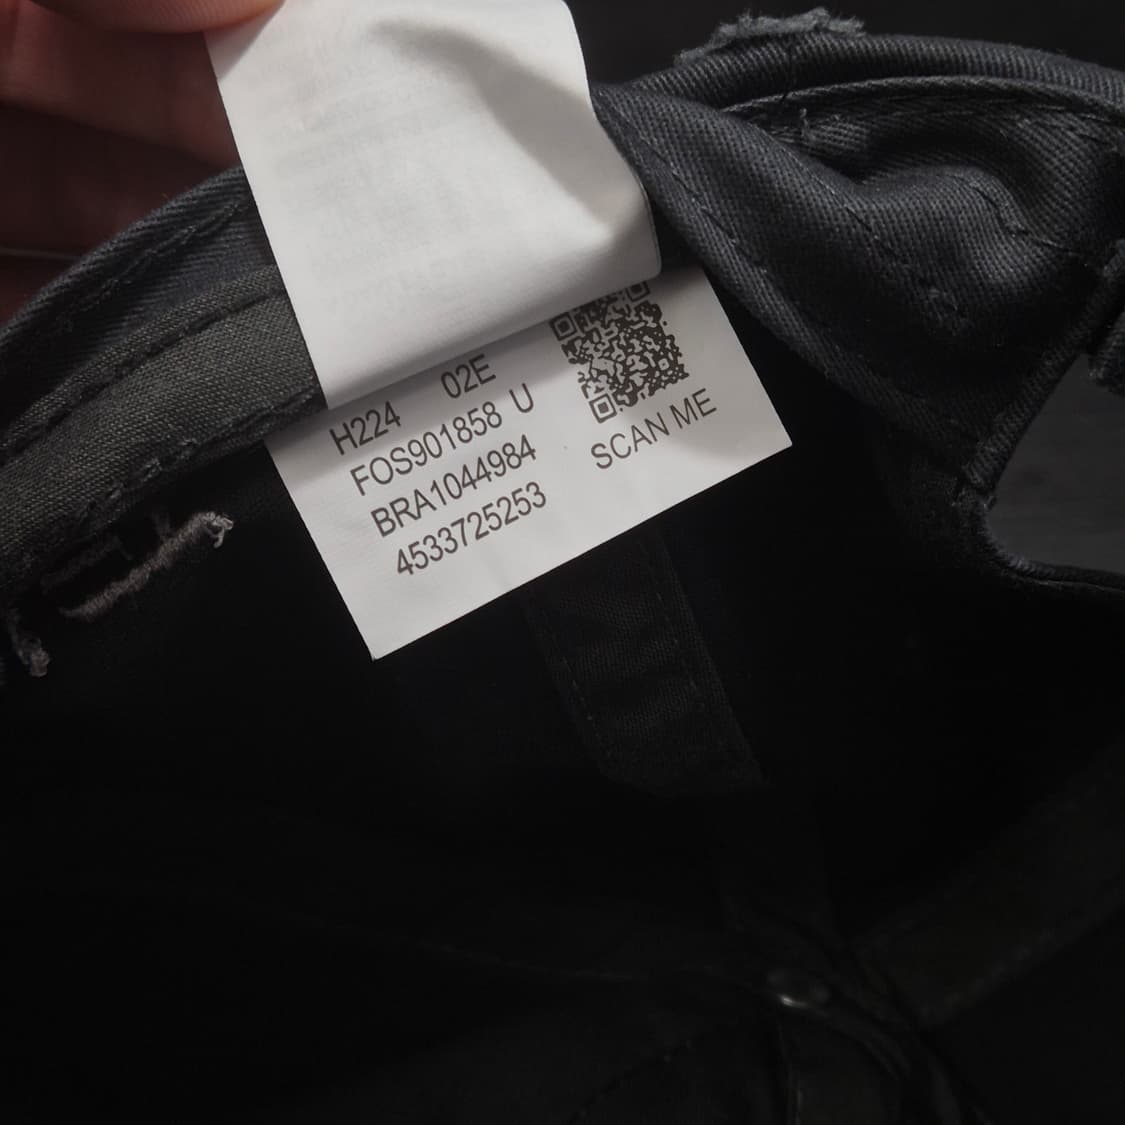 H224 02E
FOS901858 U
BRA1044984
4533725253
SCAN ME